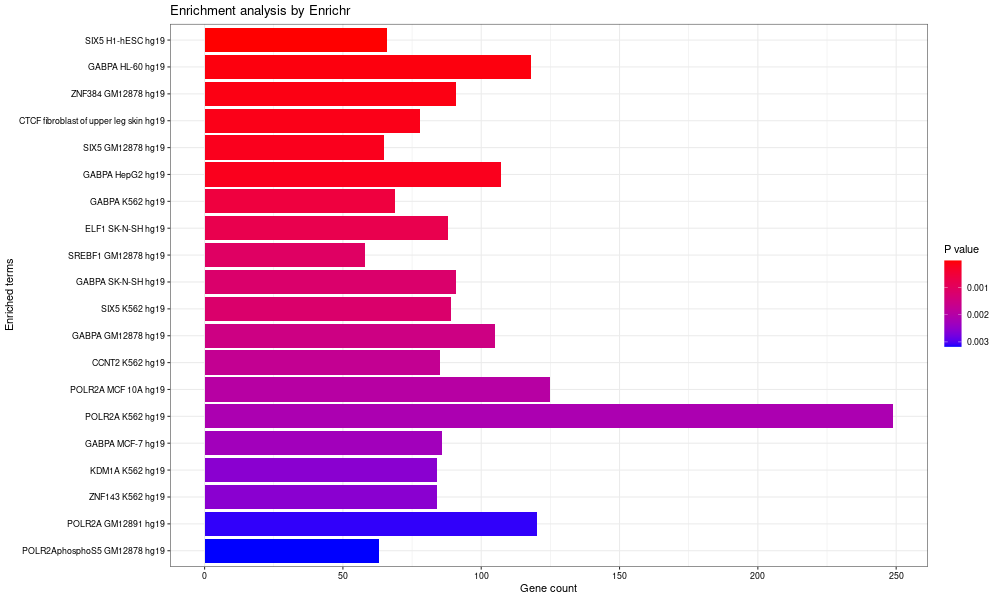 Enrichment analysis by Enrichr
Enriched terms
SIX5 H1-hESC hg19
GABPA HL-60 hg19
ZNF384 GM12878 hg19
CTCF fibroblast of upper leg skin hg19
SIX5 GM12878 hg19
GABPA HepG2 hg19
GABPA K562 hg19
ELF1 SK-N-SH hg19
SREBF1 GM12878 hg19
GABPA SK-N-SH hg19
SIX5 K562 hg19
GABPA GM12878 hg19
CCNT2 K562 hg19
POLR2A MCF 10A hg19
POLR2A K562 hg19
GABPA MCF-7 hg19
KDM1A K562 hg19
ZNF143 K562 hg19
POLR2A GM12891 hg19
POLR2AphosphoS5 GM12878 hg19
0 50 100 150 200 250
Gene count
P value
0.001
0.002
0.003